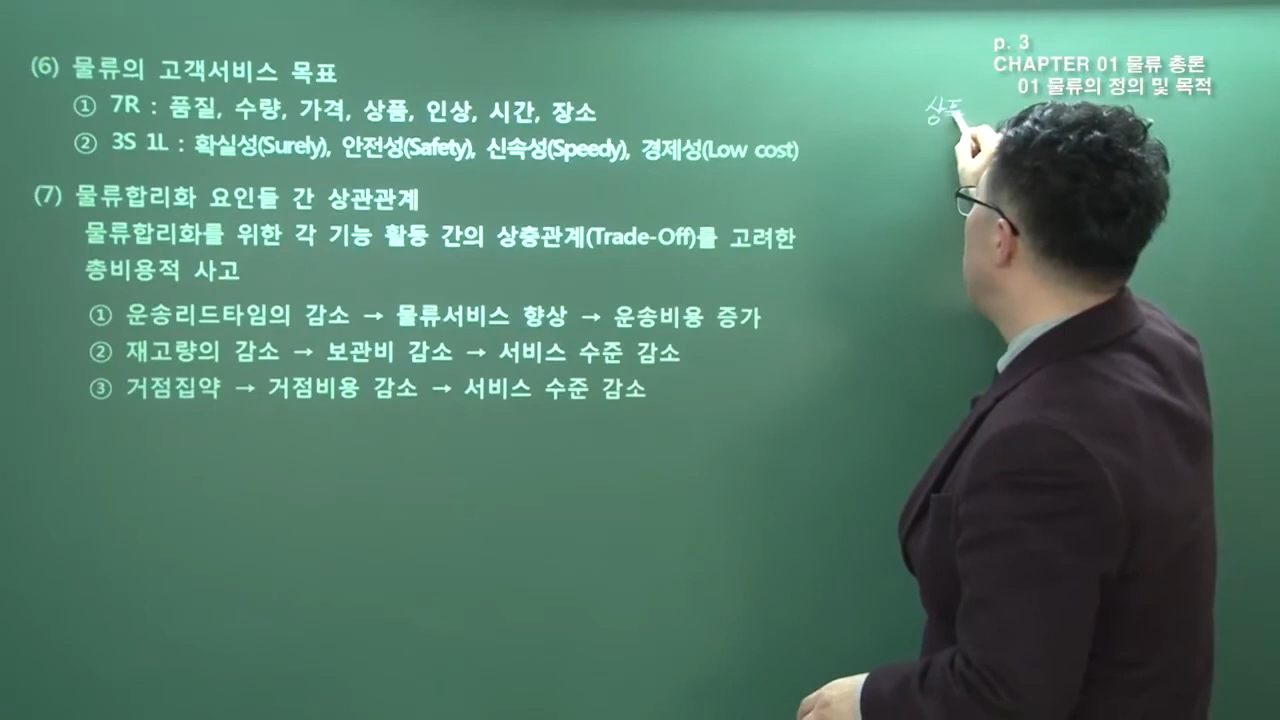 (6) 물류의 고객서비스 목표
① 7R : 품질, 수량, 가격, 상품, 인상, 시간, 장소
② 3S 1L : 확실성(Surely), 안전성(Safety), 신속성(Speedy), 경제성(Low cost)
(7) 물류합리화 요인들 간 상관관계
물류합리화를 위한 각 기능 활동 간의 상충관계(Trade-Off)를 고려한
총비용적 사고
① 운송리드타임의 감소 → 물류서비스 향상 → 운송비용 증가
② 재고량의 감소 → 보관비 감소 → 서비스 수준 감소
③ 거점집약 → 거점비용 감소 → 서비스 수준 감소
p. 3
CHAPTER 01 물류 총론
01 물류의 정의 및 목적